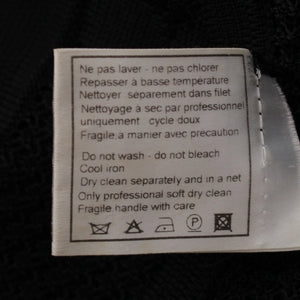 Ne pas laver - ne pas chlorer
Repasser à basse température
Nettoyer séparement dans filet
Nettoyage a sec par professionnel
uniquement cycle doux
Fragile a manier avec precaution
Do not wash - do not bleach
Cool iron
Dry clean separately and in a net
Only professional soft dry clean
Fragile handle with care
P